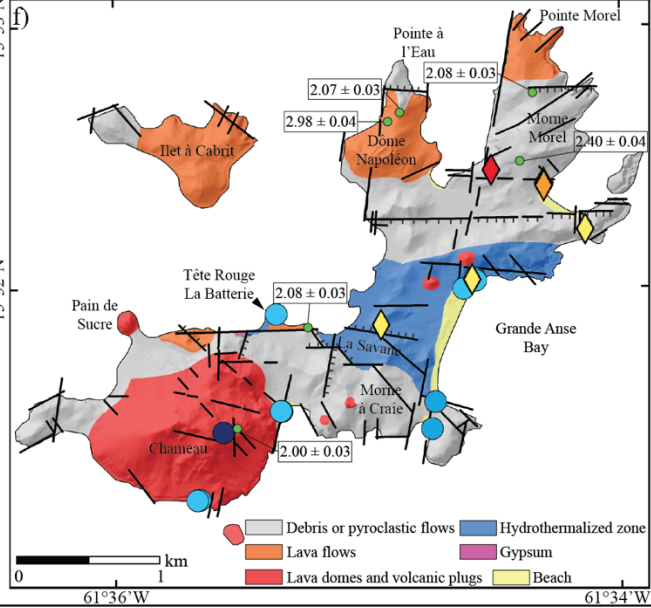 f)
Pointe Morel
Pointe à
l'Eau
2.08 ± 0.03
2.07 ± 0.03
2.98 ± 0.04
Morne
Morel
2.40 ± 0.04
Dôme
Napoléon
Ilet à Cabrit
Tête Rouge
La Batterie
2.08 ± 0.03
Pain de
Sucre
Grande Anse
Bay
La Savane
Morne
à Craie
Chameau
2.00 ± 0.03
Debris or pyroclastic flows
Hydrothermalized zone
Lava flows
Gypsum
Lava domes and volcanic plugs
Beach
km
0
1
61°36'W
61°34'W